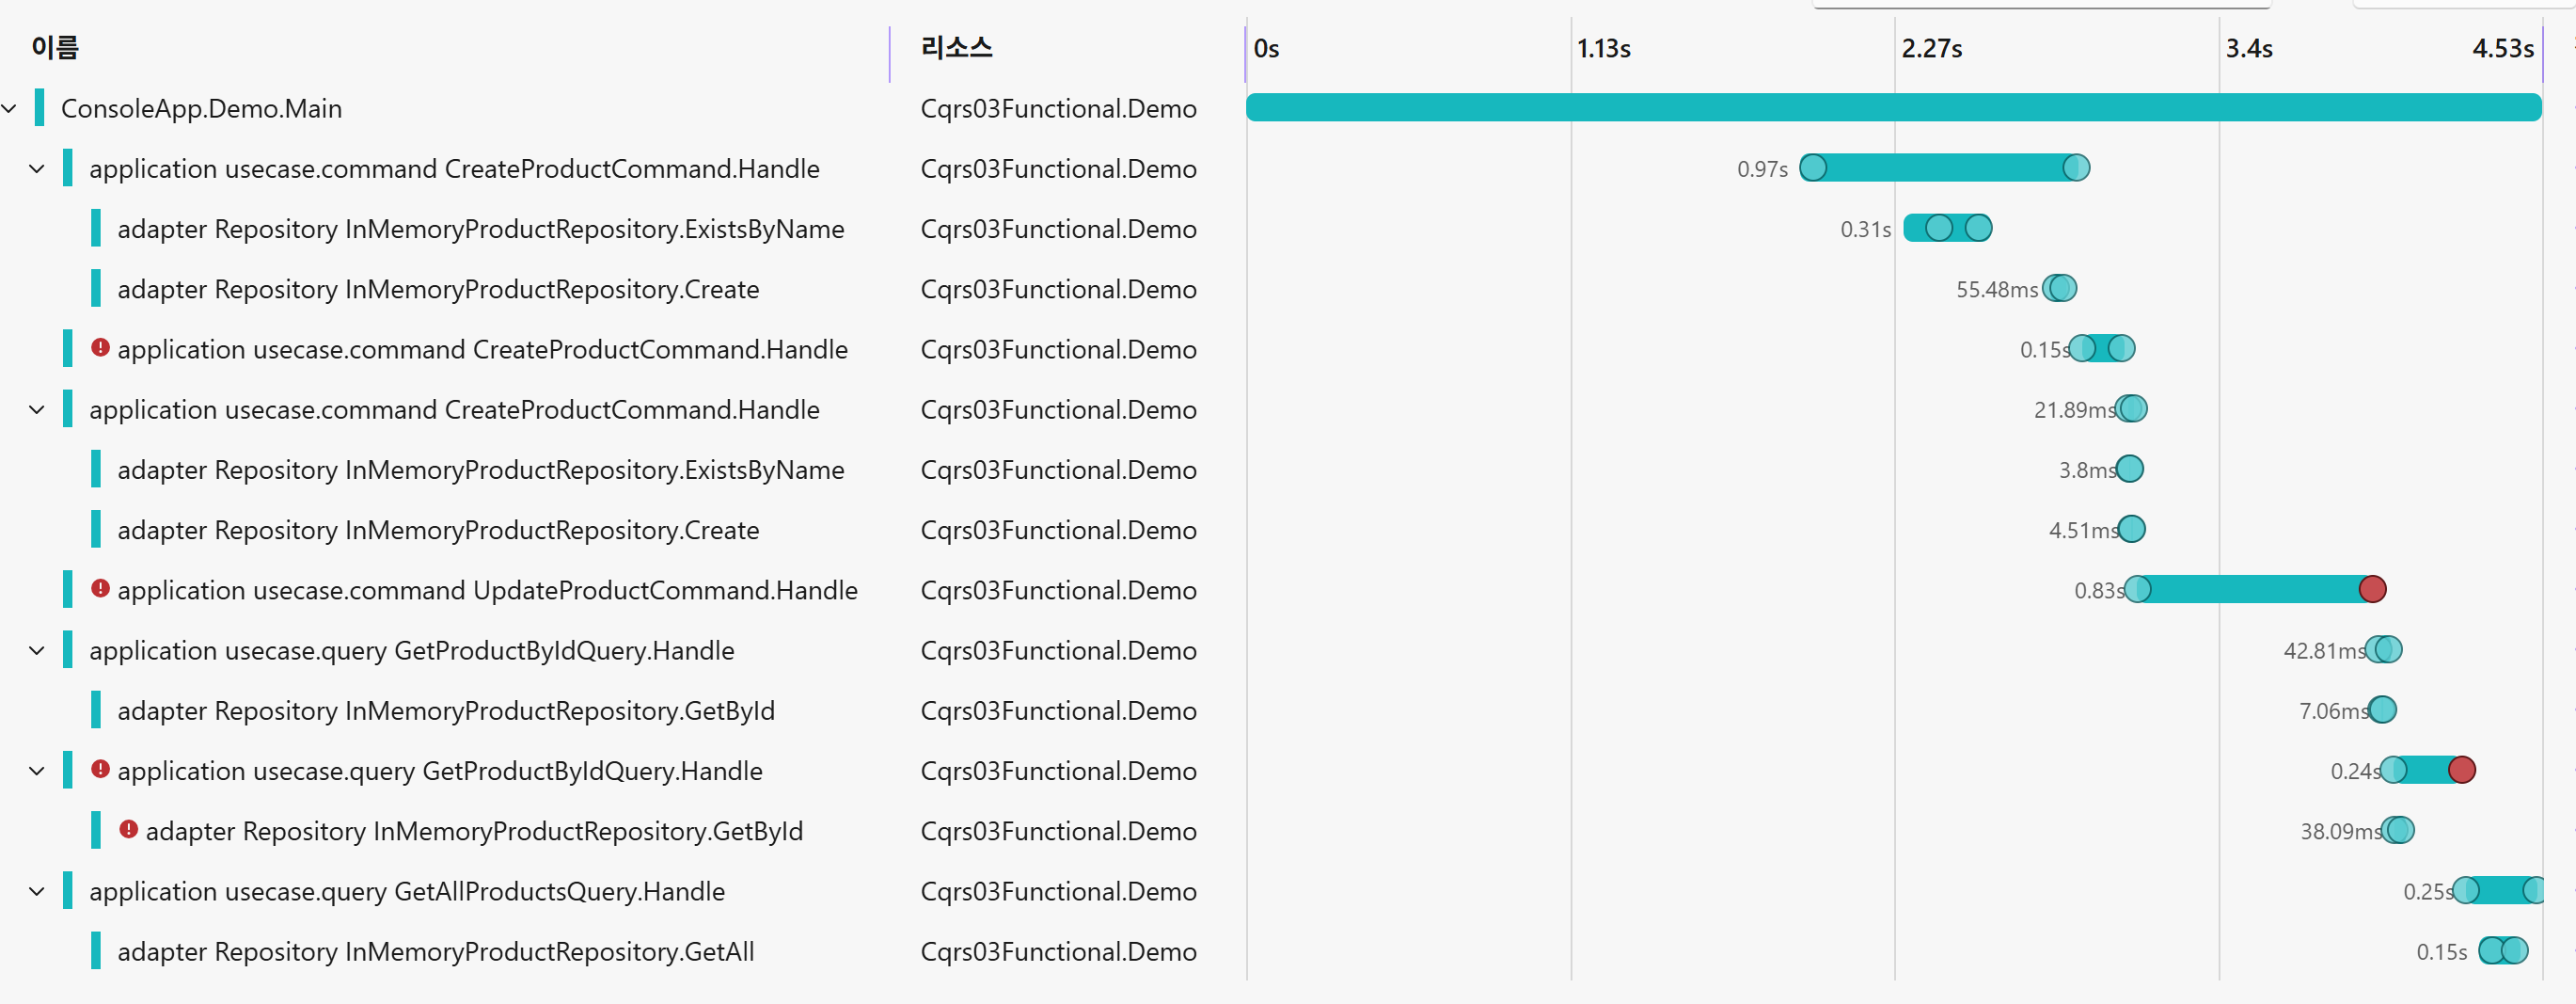 이름 리소스 0s 1.13s 2.27s 3.4s 4.53s
ConsoleApp.Demo.Main Cqrs03Functional.Demo
application usecase.command CreateProductCommand.Handle Cqrs03Functional.Demo 0.97s
adapter Repository InMemoryProductRepository.ExistsByName Cqrs03Functional.Demo 0.31s
adapter Repository InMemoryProductRepository.Create Cqrs03Functional.Demo 55.48ms
application usecase.command CreateProductCommand.Handle Cqrs03Functional.Demo 0.15s
application usecase.command CreateProductCommand.Handle Cqrs03Functional.Demo 21.89ms
adapter Repository InMemoryProductRepository.ExistsByName Cqrs03Functional.Demo 3.8ms
adapter Repository InMemoryProductRepository.Create Cqrs03Functional.Demo 4.51ms
application usecase.command UpdateProductCommand.Handle Cqrs03Functional.Demo 0.83s
application usecase.query GetProductByIdQuery.Handle Cqrs03Functional.Demo 42.81ms
adapter Repository InMemoryProductRepository.GetById Cqrs03Functional.Demo 7.06ms
application usecase.query GetProductByIdQuery.Handle Cqrs03Functional.Demo 0.24s
adapter Repository InMemoryProductRepository.GetById Cqrs03Functional.Demo 38.09ms
application usecase.query GetAllProductsQuery.Handle Cqrs03Functional.Demo 0.25s
adapter Repository InMemoryProductRepository.GetAll Cqrs03Functional.Demo 0.15s